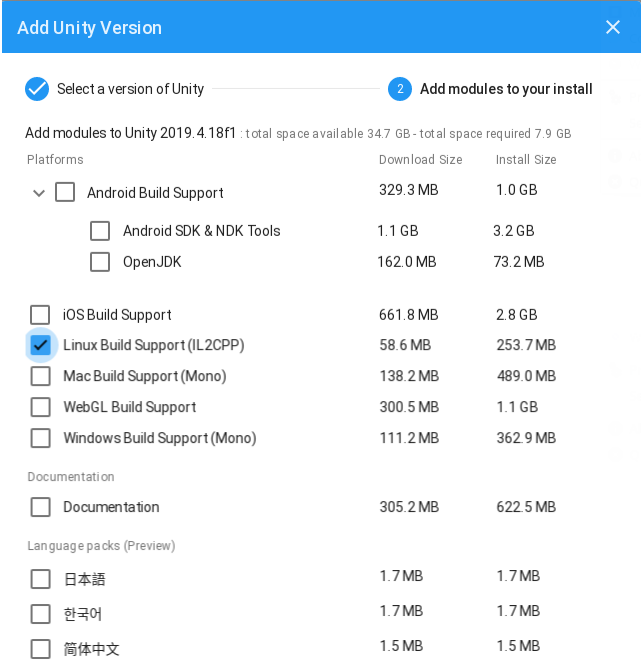 Add Unity Version
Select a version of Unity
2 Add modules to your install
Add modules to Unity 2019.4.18f1 : total space available 34.7 GB - total space required 7.9 GB
Platforms Download Size Install Size
Android Build Support 329.3 MB 1.0 GB
Android SDK & NDK Tools 1.1 GB 3.2 GB
OpenJDK 162.0 MB 73.2 MB
iOS Build Support 661.8 MB 2.8 GB
Linux Build Support (IL2CPP) 58.6 MB 253.7 MB
Mac Build Support (Mono) 138.2 MB 489.0 MB
WebGL Build Support 300.5 MB 1.1 GB
Windows Build Support (Mono) 111.2 MB 362.9 MB
Documentation
Documentation 305.2 MB 622.5 MB
Language packs (Preview)
日本語 1.7 MB 1.7 MB
한국어 1.7 MB 1.7 MB
简体中文 1.5 MB 1.5 MB